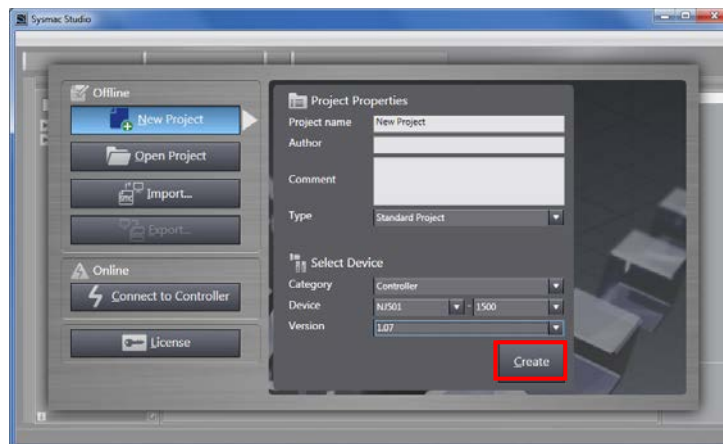 Sysmac Studio
Offline
New Project
Open Project
Import...
Export...
Online
Connect to Controller
License
Project Properties
Project name New Project
Author
Comment
Type Standard Project
Select Device
Category Controller
Device NJ501 - 1500
Version 1.07
Create